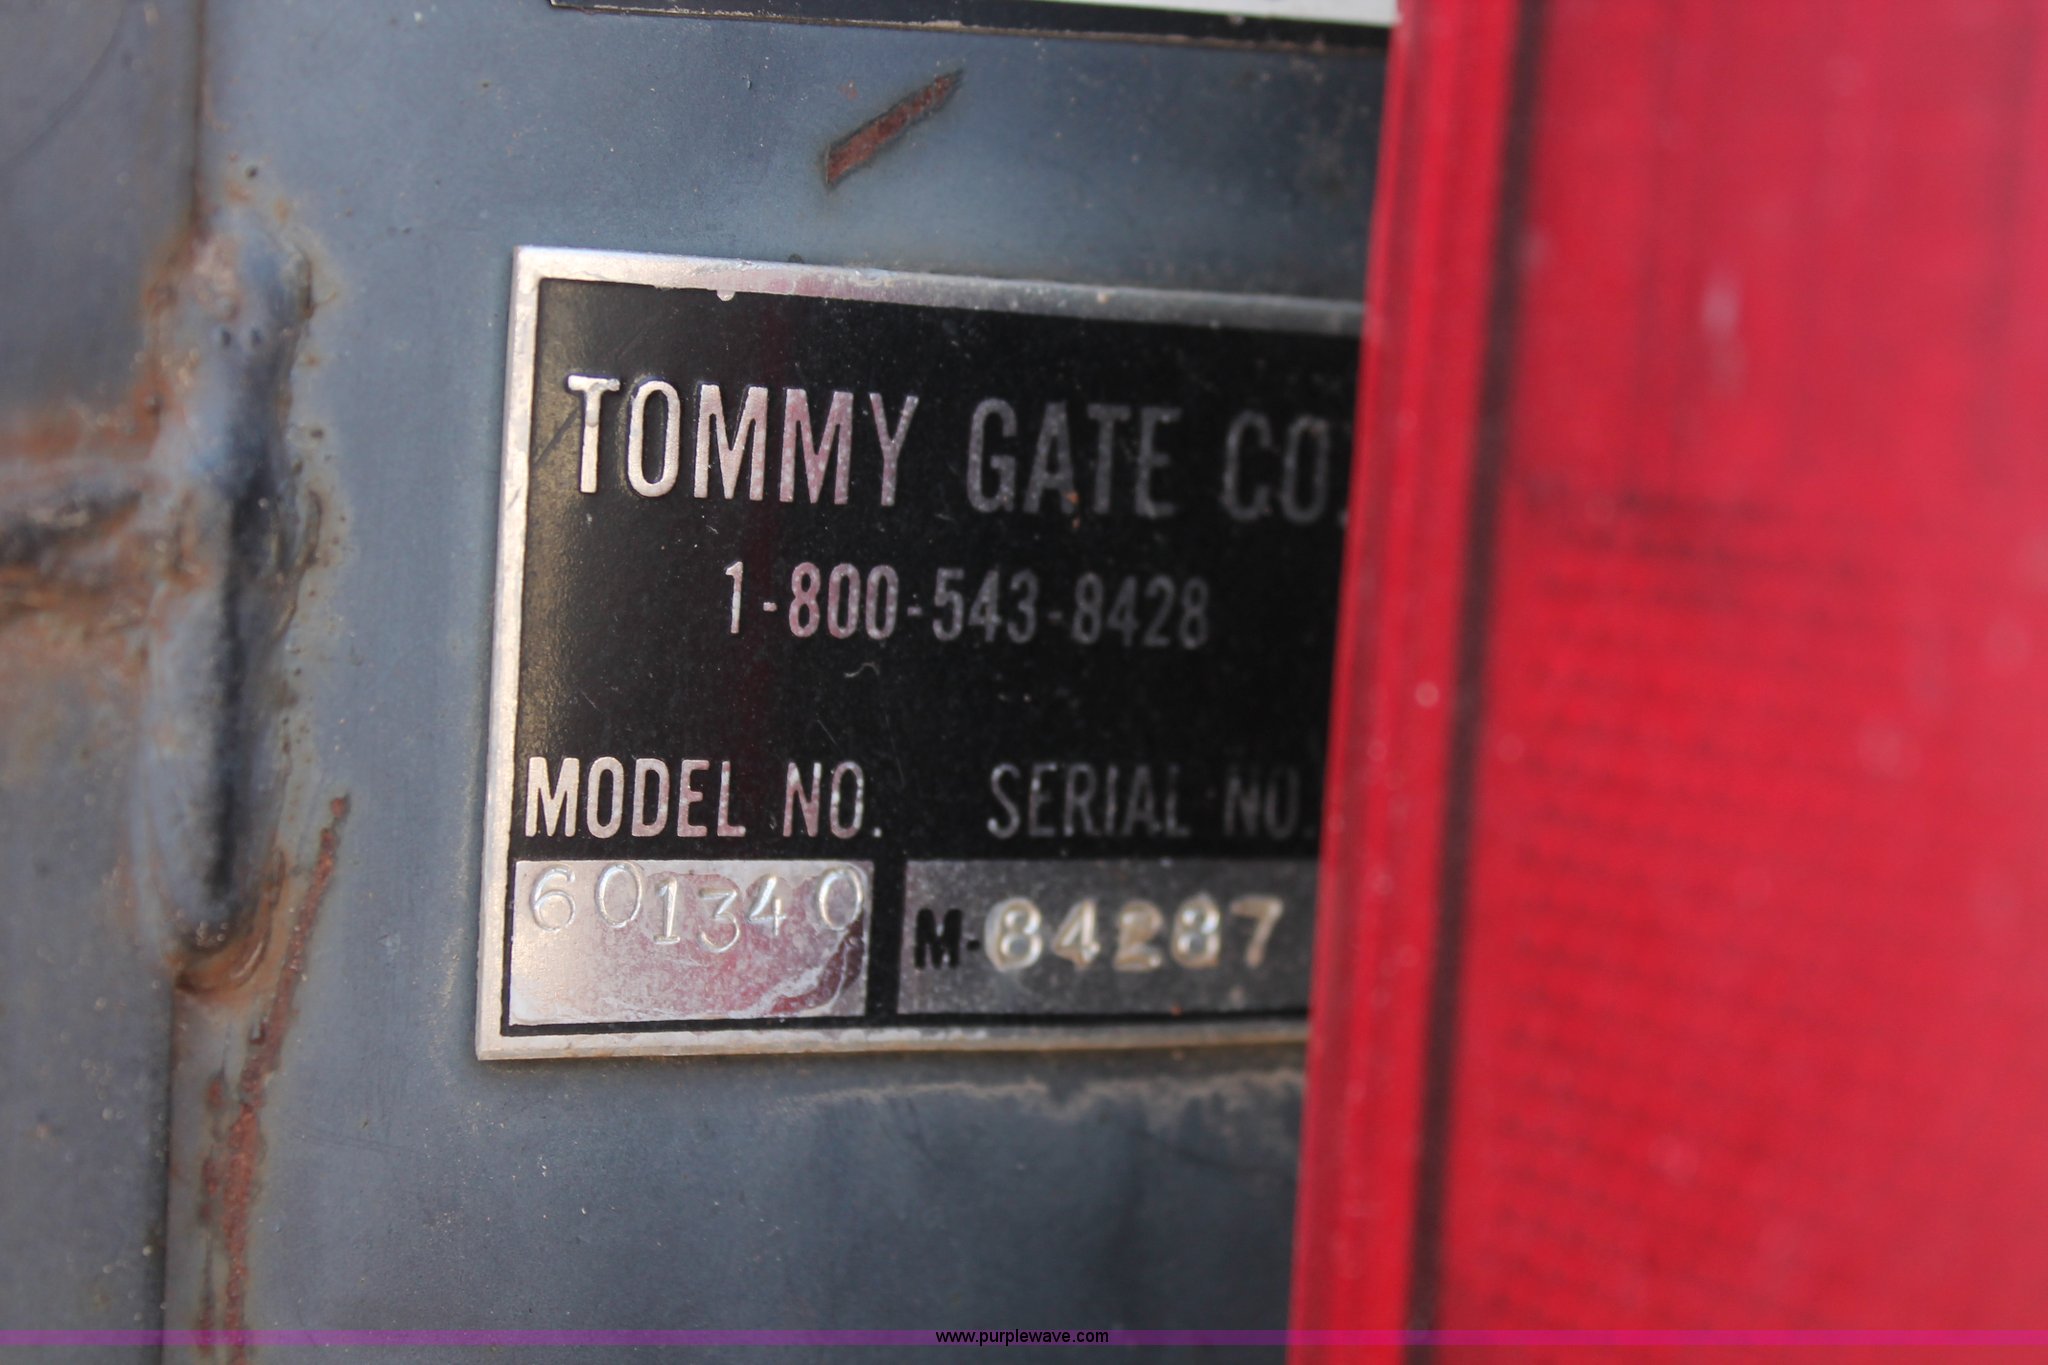 TOMMY GATE CO.
1-800-543-8428
MODEL NO. SERIAL NO.
601340 M-84287
www.purplewave.com